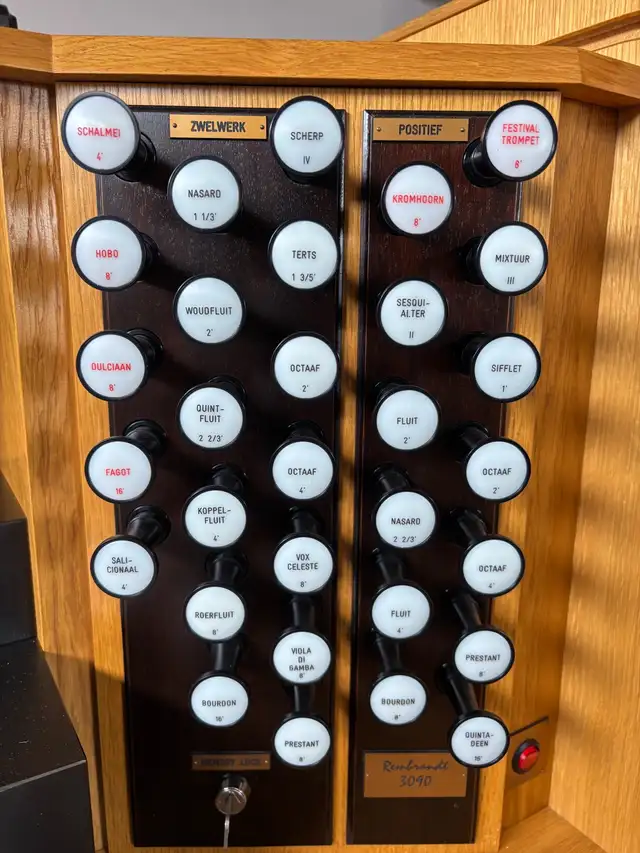 ZWELWERK
SCHALMEI
4'
HOBO
8'
DULCIAAN
8'
FAGOT
16'
SALI-
CIONAAL
4'
NASARD
1 1/3'
WOUDFLUIT
2'
QUINT-
FLUIT
2 2/3'
KOPPEL-
FLUIT
4'
ROERFLUIT
8'
BOURDON
16'
SCHERP
IV
TERTS
1 3/5'
OCTAAF
2'
OCTAAF
4'
VOX
CELESTE
8'
VIOLA
DI
GAMBA
8'
PRESTANT
8'
MEMORY LOCK
POSITIEF
KROMHOORN
8'
SESQUI-
ALTER
II
FLUIT
2'
NASARD
2 2/3'
FLUIT
4'
BOURDON
8'
FESTIVAL
TROMPET
8'
MIXTUUR
III
SIFFLET
1'
OCTAAF
2'
OCTAAF
4'
PRESTANT
8'
QUINTA-
DEEN
16'
Rembrandt
3090